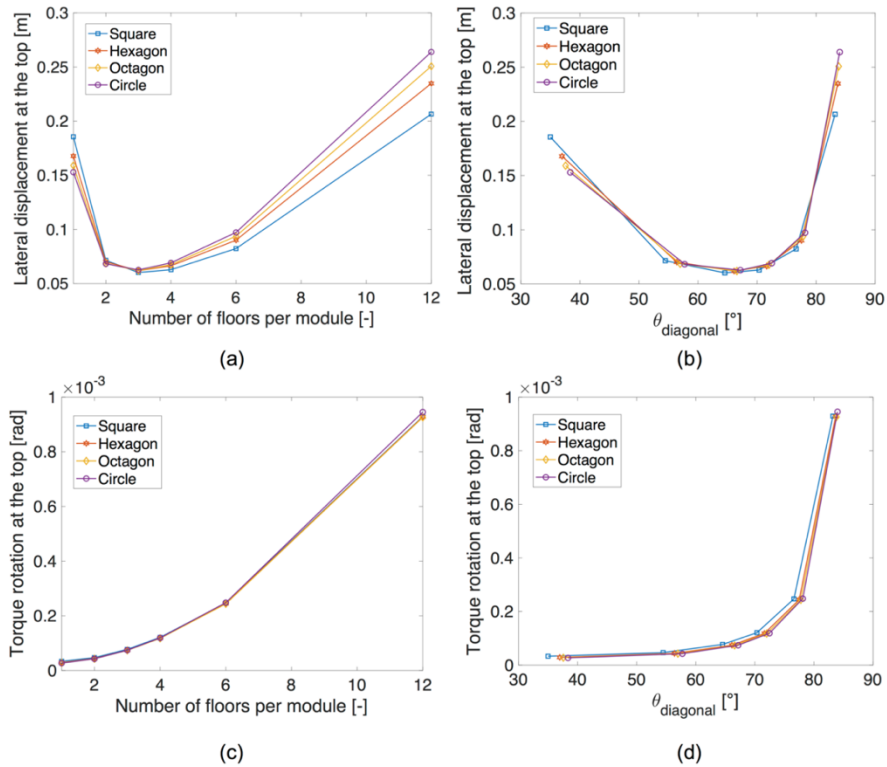 Lateral displacement at the top [m]
0.3
0.25
0.2
0.15
0.1
0.05
Square
Hexagon
Octagon
Circle
2 4 6 8 10 12
Number of floors per module [-]
(a)
Lateral displacement at the top [m]
0.3
0.25
0.2
0.15
0.1
0.05
Square
Hexagon
Octagon
Circle
30 40 50 60 70 80 90
θdiagonal [°]
(b)
Torque rotation at the top [rad]
×10⁻³
1
0.8
0.6
0.4
0.2
0
Square
Hexagon
Octagon
Circle
2 4 6 8 10 12
Number of floors per module [-]
(c)
Torque rotation at the top [rad]
×10⁻³
1
0.8
0.6
0.4
0.2
0
Square
Hexagon
Octagon
Circle
30 40 50 60 70 80 90
θdiagonal [°]
(d)